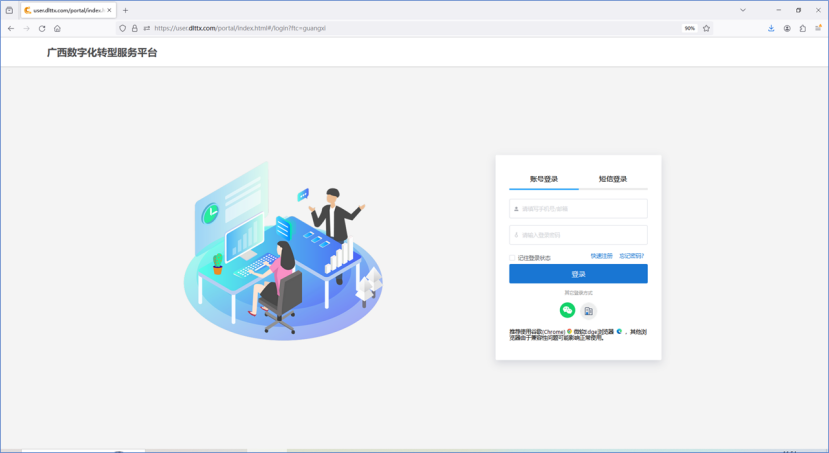 user.dlttx.com/portal/index.h
https://user.dlttx.com/portal/index.html#/login?ftc=guangxi
90%
广西数字化转型服务平台
账号登录 短信登录
请填写手机号/邮箱
请输入登录密码
记住登录状态 快速注册 忘记密码?
登录
其它登录方式
推荐使用谷歌(Chrome) 微软Edge浏览器 ，其他浏
览器由于兼容性问题可能影响正常使用。